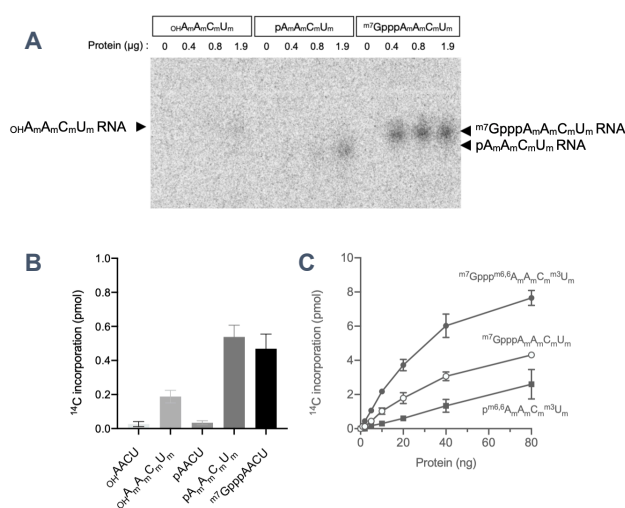 A
OHAmAmCmUm pAmAmCmUm m7GpppAmAmCmUm
Protein (µg) : 0 0.4 0.8 1.9 0 0.4 0.8 1.9 0 0.4 0.8 1.9
OHAmAmCmUm RNA
m7GpppAmAmCmUm RNA
pAmAmCmUm RNA
B
14C incorporation (pmol)
1.0
0.8
0.6
0.4
0.2
0.0
OHAACU
OHAmAmCmUm
pAACU
pAmAmCmUm
m7GpppAACU
C
14C incorporation (pmol)
10
8
6
4
2
0
m7Gpppm6,6AmAmCmm3Um
m7GpppAmAmCmUm
pm6,6AmAmCmm3Um
0 20 40 60 80
Protein (ng)